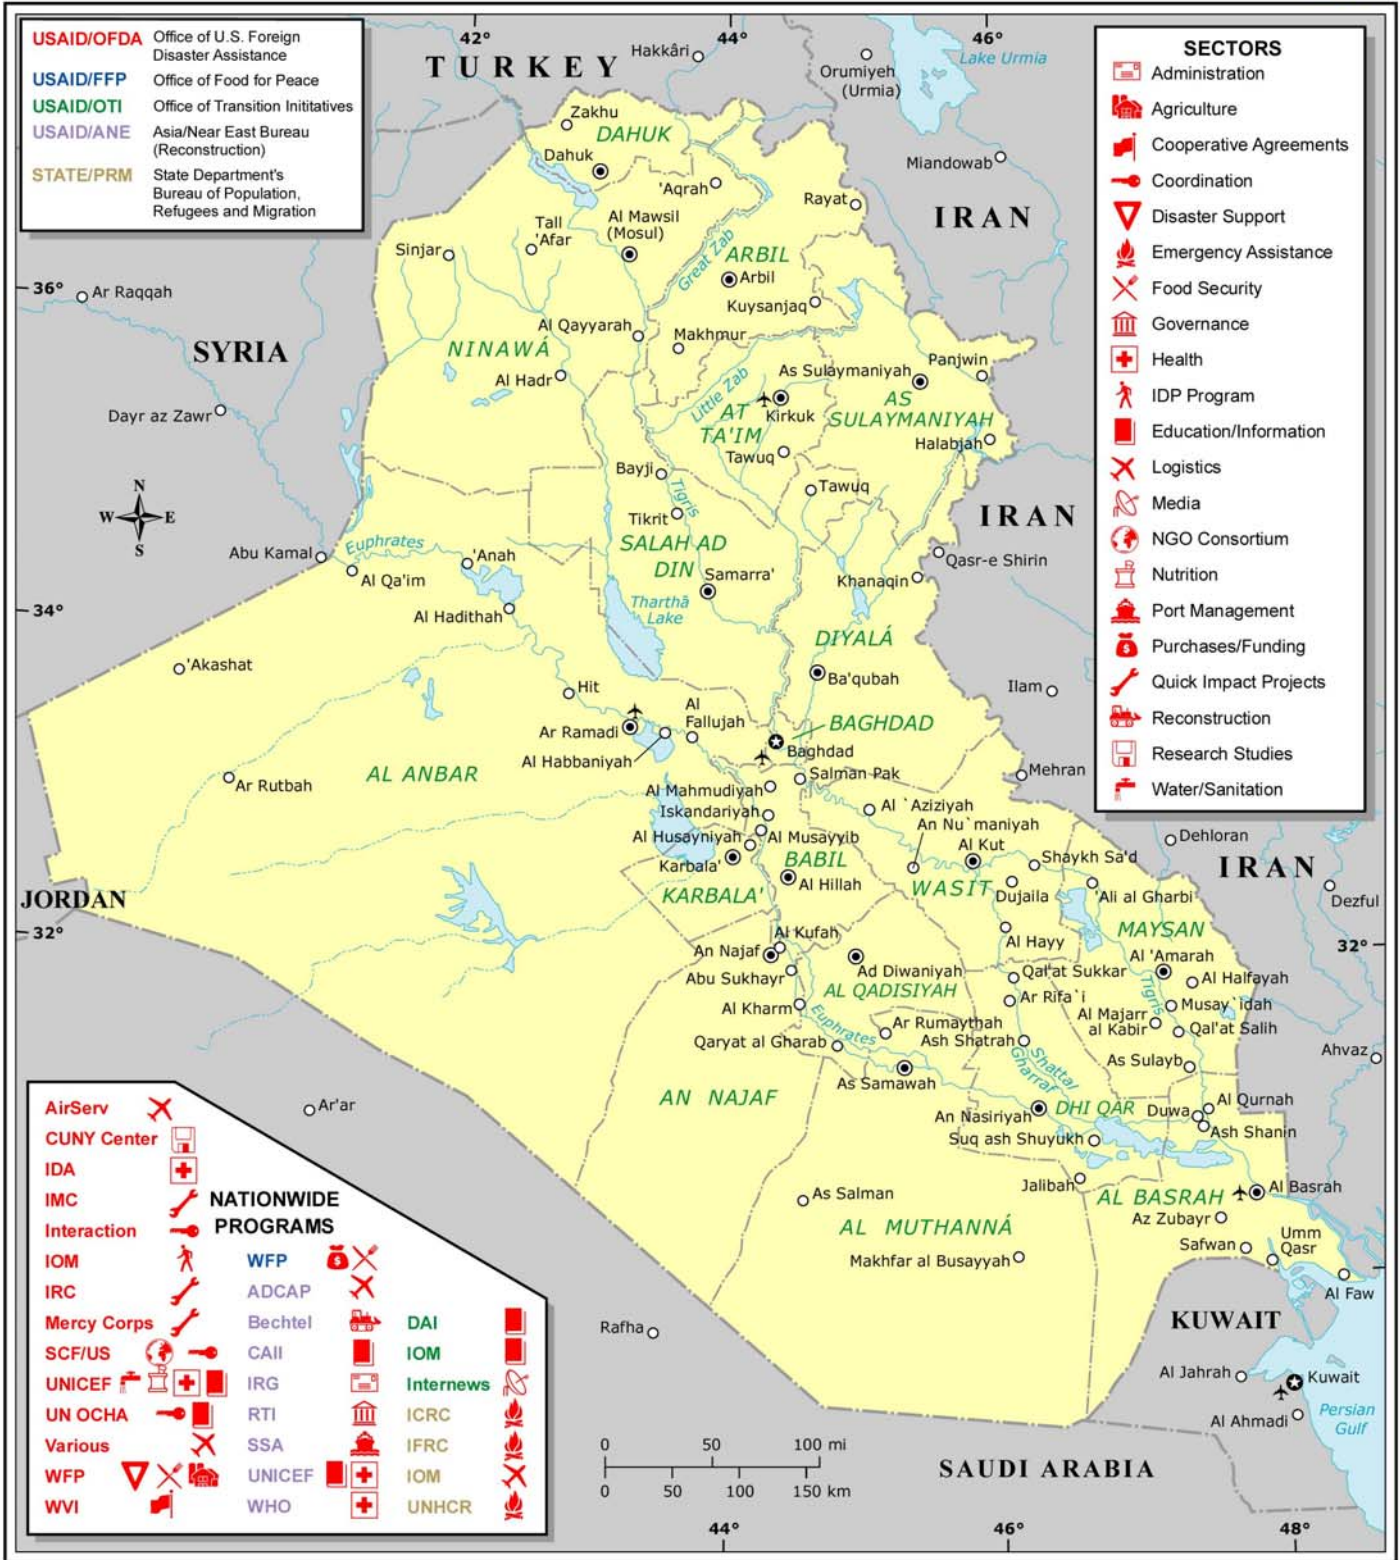 USAID/OFDA Office of U.S. Foreign
Disaster Assistance
USAID/FFP Office of Food for Peace
USAID/OTI Office of Transition Inititatives
USAID/ANE Asia/Near East Bureau
(Reconstruction)
STATE/PRM State Department's
Bureau of Population,
Refugees and Migration
42°
44°
46°
SECTORS
Administration
Agriculture
Cooperative Agreements
Coordination
Disaster Support
Emergency Assistance
Food Security
Governance
Health
IDP Program
Education/Information
Logistics
Media
NGO Consortium
Nutrition
Port Management
Purchases/Funding
Quick Impact Projects
Reconstruction
Research Studies
Water/Sanitation
TURKEY
Hakkâri
Orumiyeh
(Urmia)
Lake Urmia
Zakhu
DAHUK
Dahuk
'Aqrah
Miandowab
Rayat
IRAN
Tall
'Afar
Al Mawsil
(Mosul)
Sinjar
Great Zab
ARBIL
Arbil
36°
Ar Raqqah
Kuysanjaq
Al Qayyarah
Makhmur
SYRIA
NINAWÁ
Panjwin
Al Hadr
As Sulaymaniyah
Little Zab
Dayr az Zawr
AT
TA'IM
Kirkuk
AS
SULAYMANIYAH
Halabjah
Tawuq
Bayji
Tigris
Tawuq
N
W E
S
Tikrit
IRAN
SALAH AD
DIN
Euphrates
Abu Kamal
'Anah
Al Qa'im
Samarra'
Qasr-e Shirin
Khanaqin
34°
Al Hadithah
Tharthā
Lake
DIYALÁ
'Akashat
Ba'qubah
Hit
Ilam
Al
Fallujah
Ar Ramadi
BAGHDAD
Baghdad
Al Habbaniyah
AL ANBAR
Ar Rutbah
Salman Pak
Mehran
Al Mahmudiyah
Iskandariyah
Al `Aziziyah
An Nu`maniyah
Al Husayniyah
Al Musayyib
Al Kut
Dehloran
Shaykh Sa'd
BABIL
Karbala'
Al Hillah
WASIT
IRAN
KARBALA'
Dujaila
'Ali al Gharbi
Dezful
JORDAN
Al Kufah
Al Hayy
MAYSAN
32°
32°
An Najaf
Al 'Amarah
Abu Sukhayr
Ad Diwaniyah
Qal'at Sukkar
Al Halfayah
AL QADISIYAH
Ar Rifa`i
Tigris
Al Kharm
Musay`idah
Al Majarr
al Kabir
Euphrates
Ar Rumaythah
Qal'at Salih
Qaryat al Gharab
Ash Shatrah
Shattal
Gharraf
Ahvaz
As Sulayb
As Samawah
AN NAJAF
Ar'ar
An Nasiriyah
DHI QAR
Duwa
Al Qurnah
Ash Shanin
Suq ash Shuyukh
Jalibah
Al Basrah
As Salman
AL BASRAH
Az Zubayr
AL MUTHANNÁ
Safwan
Umm
Qasr
Makhfar al Busayyah
Al Faw
KUWAIT
Rafha
Al Jahrah
Kuwait
Al Ahmadi
Persian
Gulf
SAUDI ARABIA
0 50 100 mi
0 50 100 150 km
44°
46°
48°
NATIONWIDE
PROGRAMS
AirServ
CUNY Center
IDA
IMC
Interaction
IOM
IRC
Mercy Corps
SCF/US
UNICEF
UN OCHA
Various
WFP
WVI
WFP
ADCAP
Bechtel
CAII
IRG
RTI
SSA
UNICEF
WHO
DAI
IOM
Internews
ICRC
IFRC
IOM
UNHCR